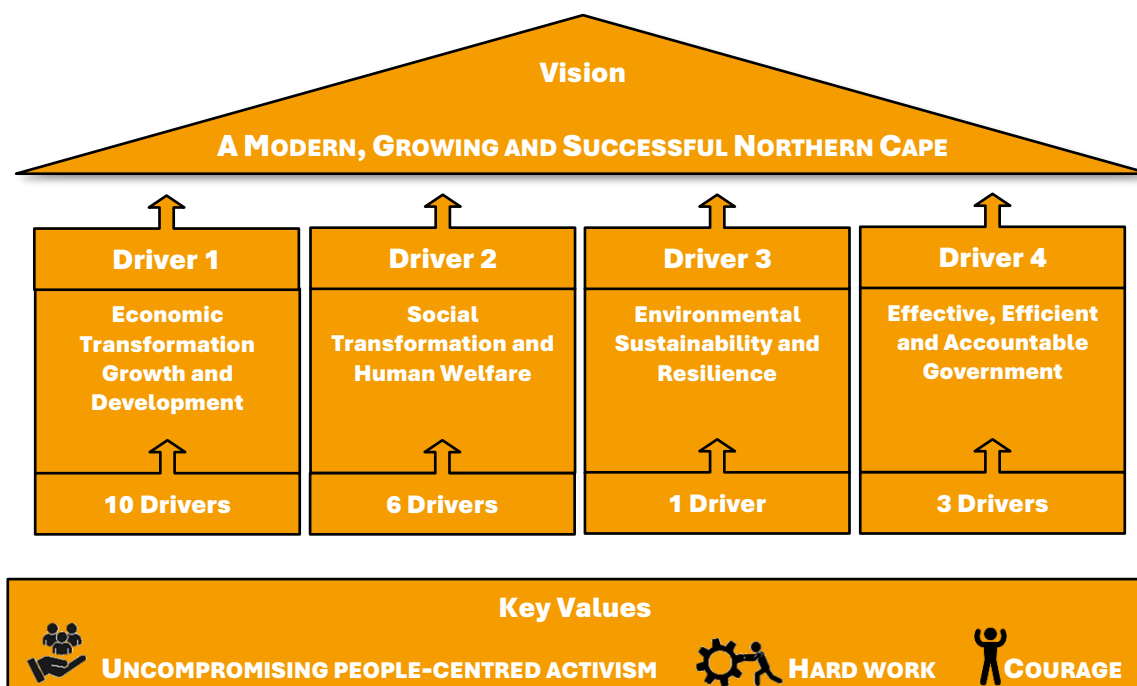 Vision
A MODERN, GROWING AND SUCCESSFUL NORTHERN CAPE
Driver 1
Economic
Transformation
Growth and
Development
10 Drivers
Driver 2
Social
Transformation and
Human Welfare
6 Drivers
Driver 3
Environmental
Sustainability and
Resilience
1 Driver
Driver 4
Effective, Efficient
and Accountable
Government
3 Drivers
Key Values
UNCOMPROMISING PEOPLE-CENTRED ACTIVISM
HARD WORK
COURAGE